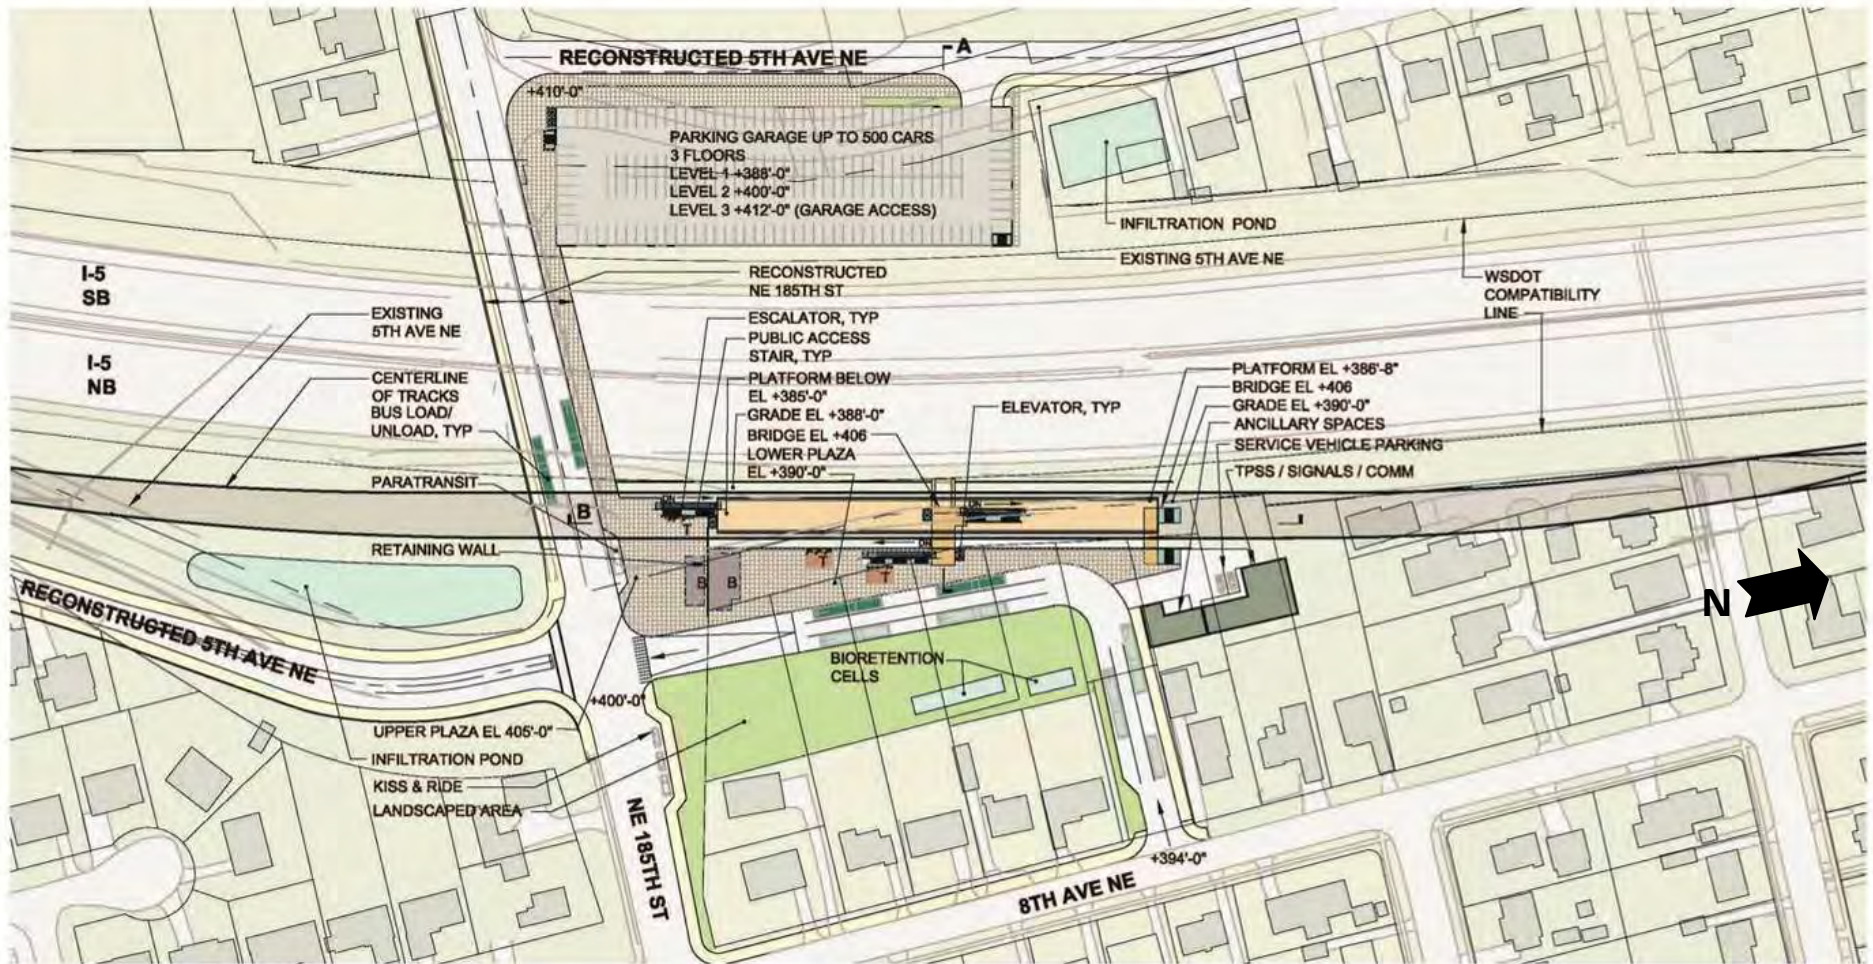 RECONSTRUCTED 5TH AVE NE
A
+410'-0"
PARKING GARAGE UP TO 500 CARS
3 FLOORS
LEVEL 1 +388'-0"
LEVEL 2 +400'-0"
LEVEL 3 +412'-0" (GARAGE ACCESS)
INFILTRATION POND
EXISTING 5TH AVE NE
WSDOT
COMPATIBILITY
LINE
I-5
SB
I-5
NB
EXISTING
5TH AVE NE
CENTERLINE
OF TRACKS
BUS LOAD/
UNLOAD, TYP
PARATRANSIT
RETAINING WALL
RECONSTRUCTED
NE 185TH ST
ESCALATOR, TYP
PUBLIC ACCESS
STAIR, TYP
PLATFORM BELOW
EL +385'-0"
GRADE EL +388'-0"
BRIDGE EL +406
LOWER PLAZA
EL +390'-0"
ELEVATOR, TYP
PLATFORM EL +386'-8"
BRIDGE EL +406
GRADE EL +390'-0"
ANCILLARY SPACES
SERVICE VEHICLE PARKING
TPSS / SIGNALS / COMM
B
DN
DN
DN
T
T
T
B
B
N
RECONSTRUCTED 5TH AVE NE
BIORETENTION
CELLS
+400'-0"
UPPER PLAZA EL 405'-0"
INFILTRATION POND
KISS & RIDE
LANDSCAPED AREA
NE 185TH ST
+394'-0"
8TH AVE NE